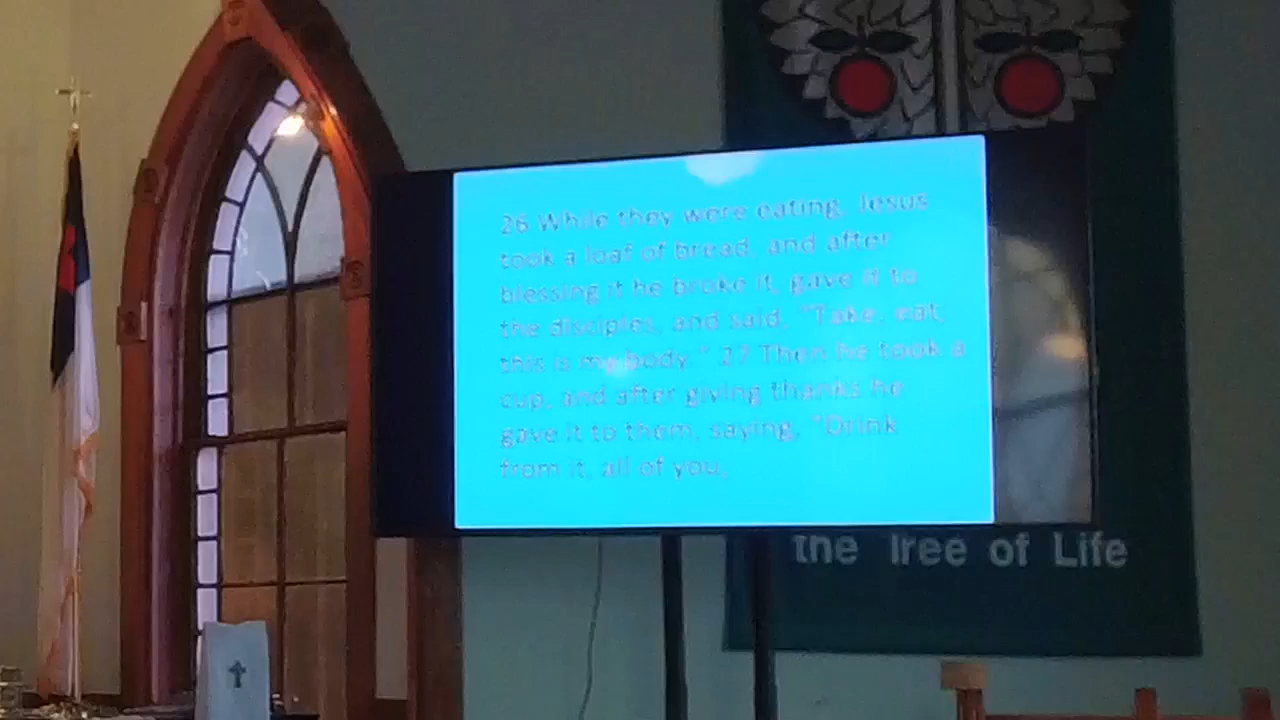 26 While they were eating, Jesus
took a loaf of bread, and after
blessing it he broke it, gave it to
the disciples, and said, "Take, eat;
this is my body." 27 Then he took a
cup, and after giving thanks he
gave it to them, saying, "Drink
from it, all of you,
the Tree of Life